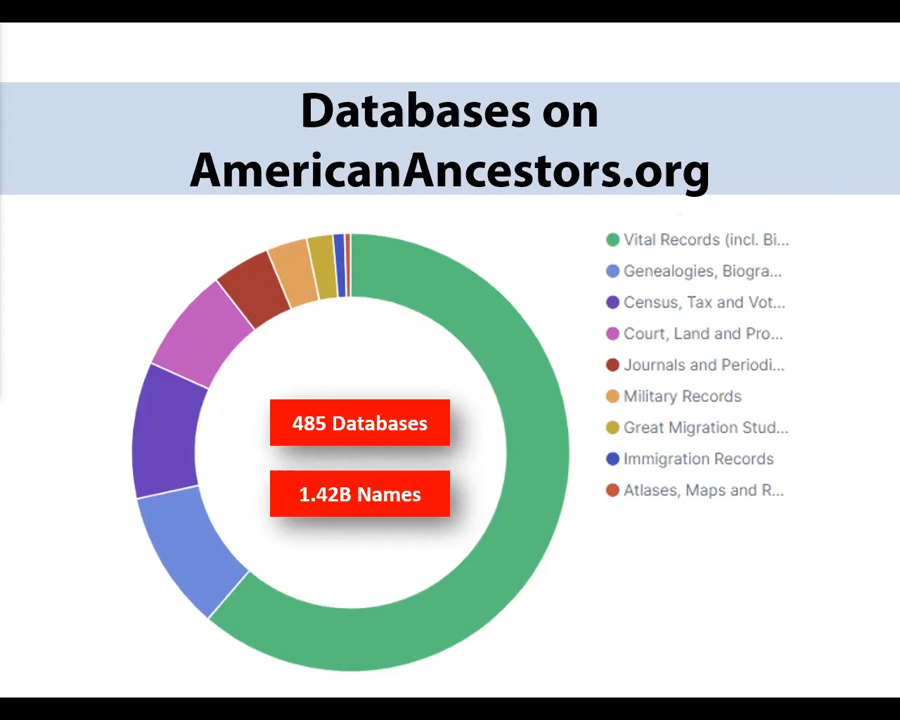 Databases on
AmericanAncestors.org
Vital Records (incl. Bi...
Genealogies, Biogra...
Census, Tax and Vot...
Court, Land and Pro...
Journals and Periodi...
Military Records
Great Migration Stud...
Immigration Records
Atlases, Maps and R...
485 Databases
1.42B Names